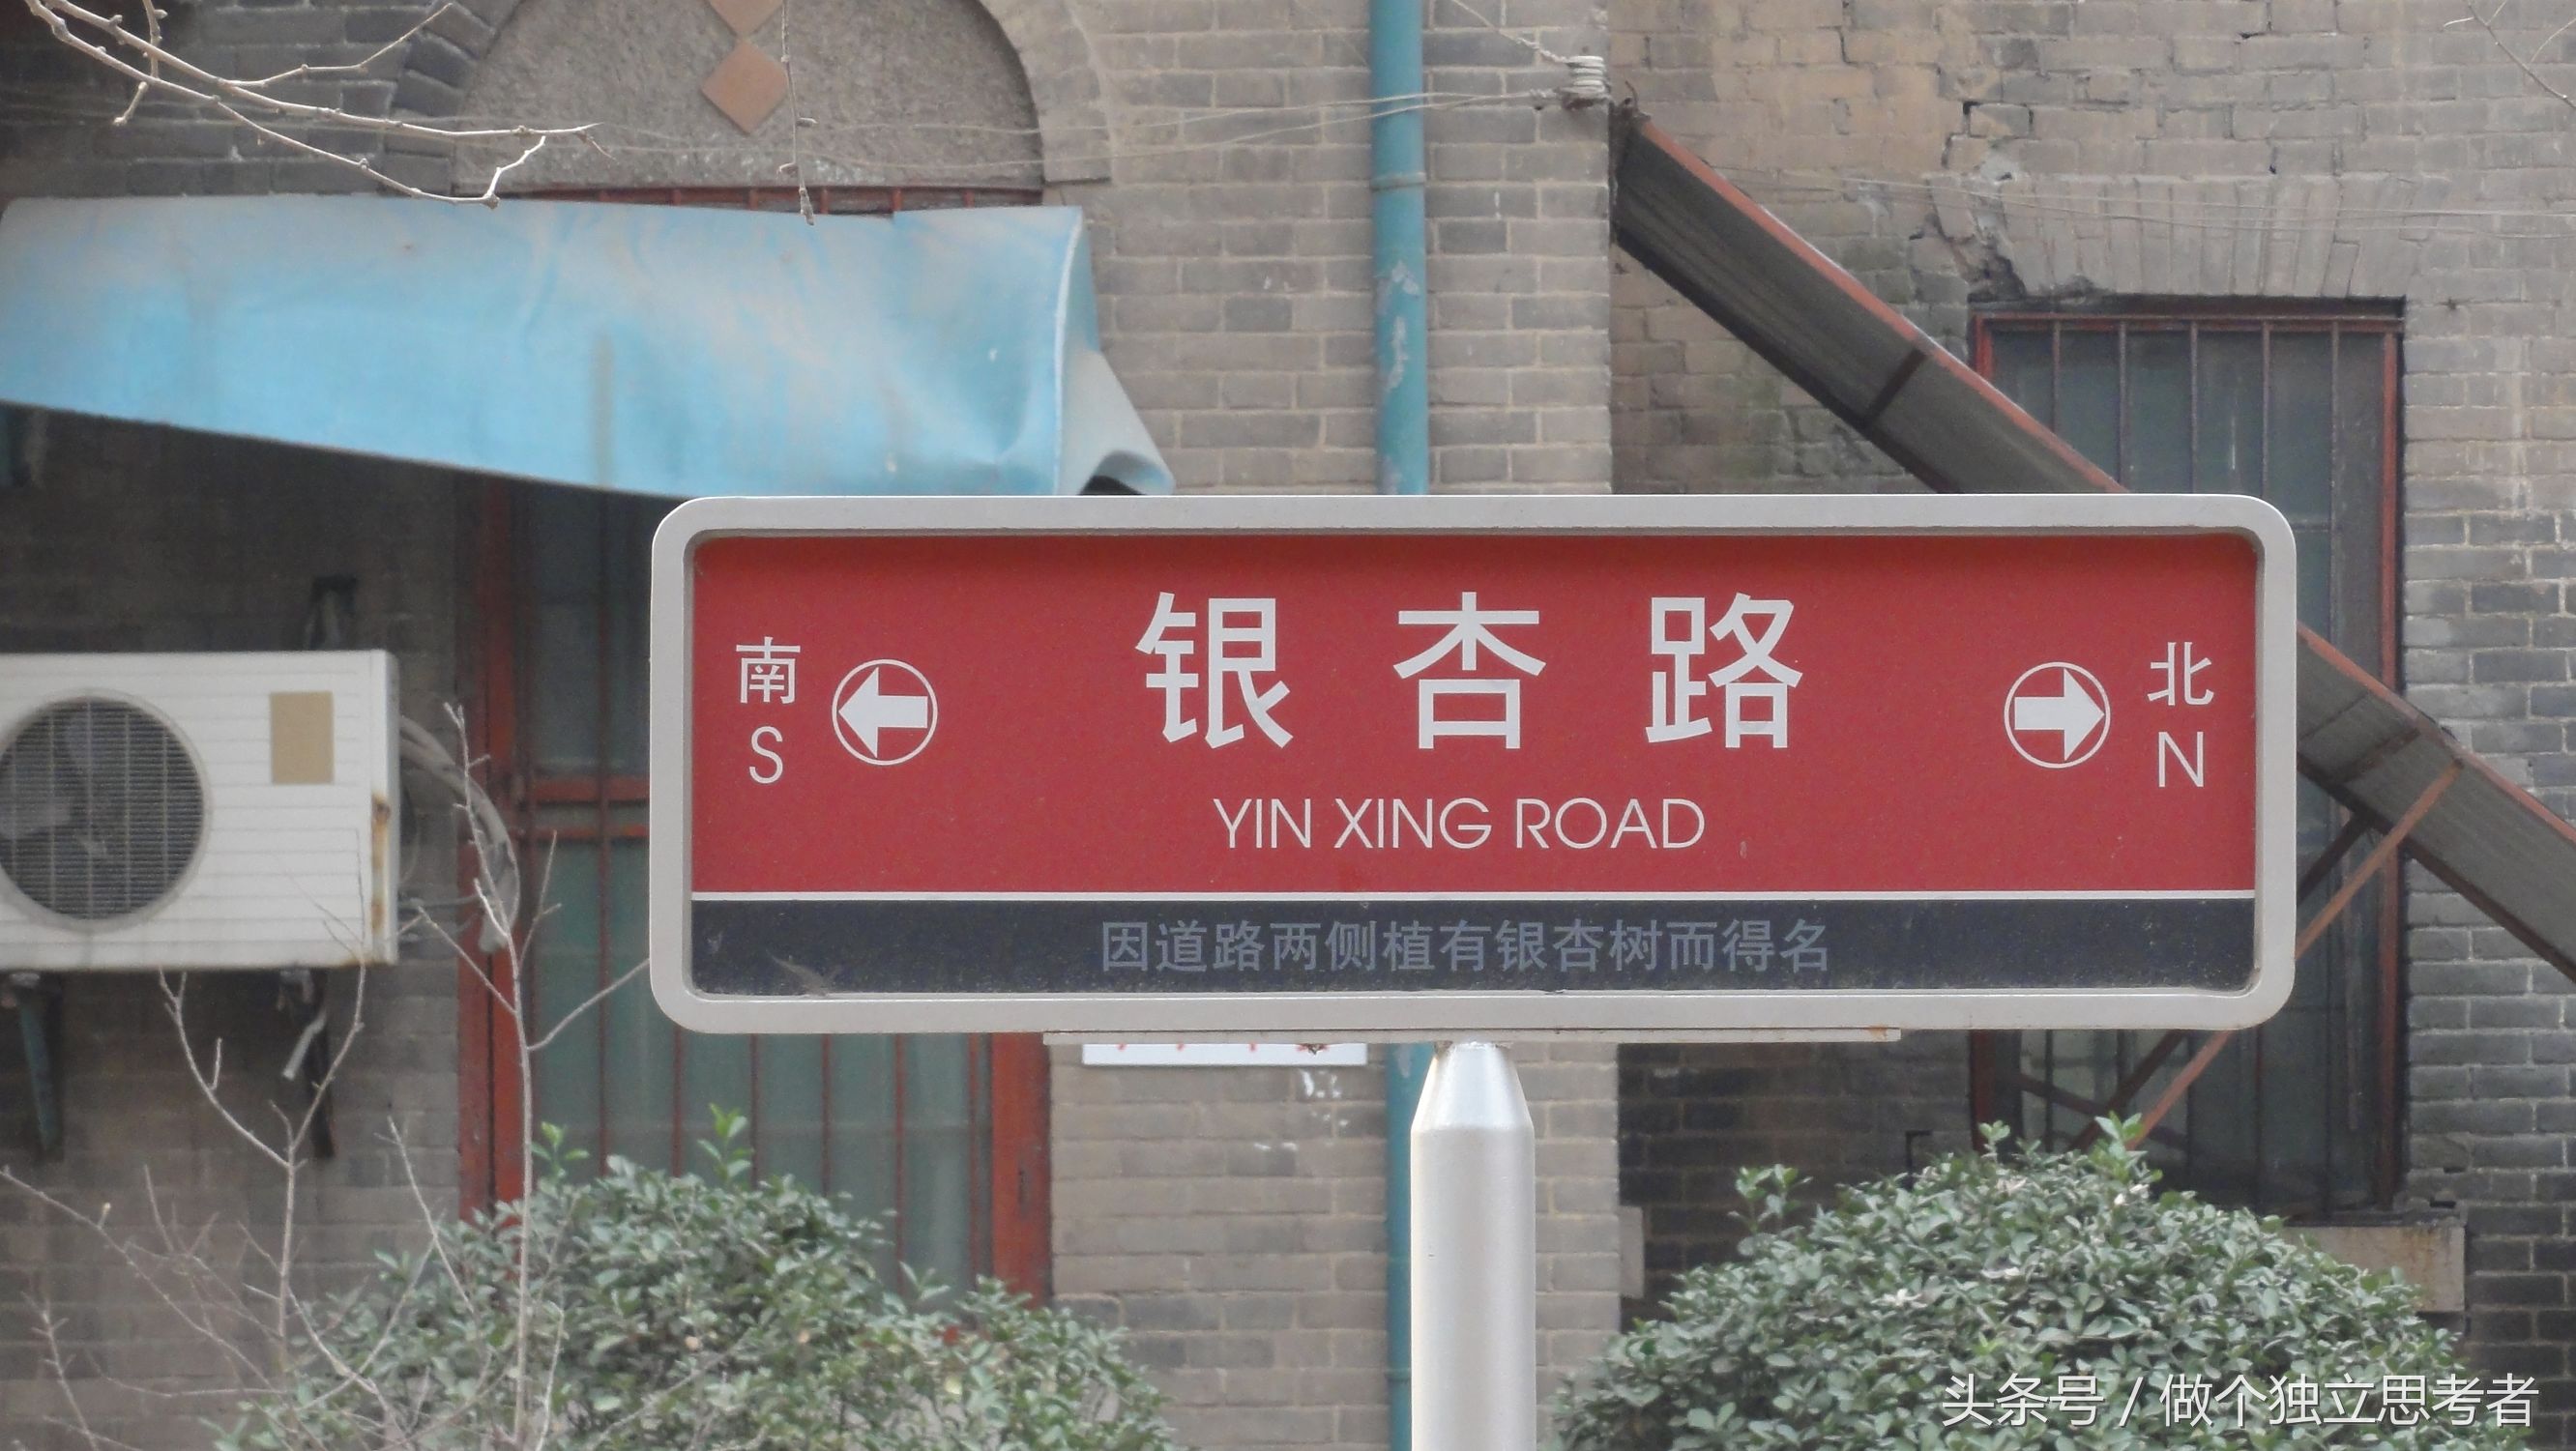 银杏路
南
S
北
N
YIN XING ROAD
因道路两侧植有银杏树而得名
头条号 / 做个独立思考者